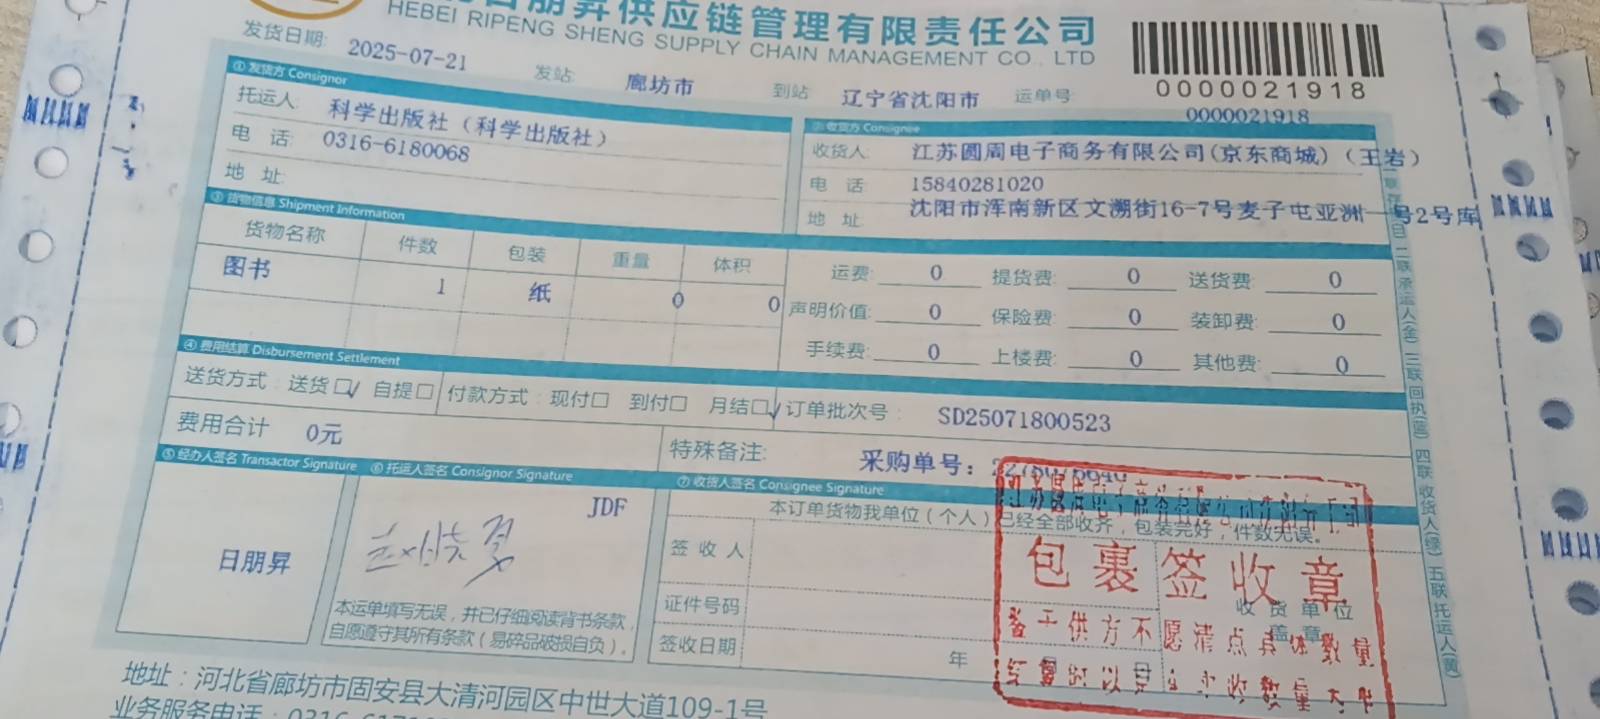 日朋昇供应链管理有限责任公司
HEBEI RIPENG SHENG SUPPLY CHAIN MANAGEMENT CO., LTD
0000021918
发货日期: 2025-07-21 发站: 廊坊市 到站 辽宁省沈阳市 运单号 0000021918
①发货方 Consignor
托运人: 科学出版社（科学出版社）
电 话: 0316-6180068
地 址:
②收货方 Consignee
收货人: 江苏圆周电子商务有限公司(京东商城)（王岩）
电 话 15840281020
地 址: 沈阳市浑南新区文溯街16-7号麦子屯亚洲一号2号库
③货物信息 Shipment Information
货物名称 件数 包装 重量 体积
图书 1 纸 0 0
运费: 0 提货费: 0 送货费: 0
声明价值: 0 保险费: 0 装卸费: 0
手续费: 0 上楼费: 0 其他费: 0
④费用结算 Disbursement Settlement
送货方式：送货☑ 自提□ 付款方式：现付□ 到付□ 月结☑ 订单批次号： SD25071800523
费用合计 0元
特殊备注: 采购单号：
⑤经办人签名 Transactor Signature
日朋昇
⑥托运人签名 Consignor Signature
JDF
本运单填写无误，并已仔细阅读背书条款，
自愿遵守其所有条款（易碎品破损自负）。
⑦收货人签名 Consignee Signature
本订单货物我单位（个人）已经全部收齐，包装完好，件数无误。
签收人
证件号码
签收日期 年 月 日
收货单位
盖章
包裹签收章
鉴于供方不愿清点具体数量
二联承运人(金) 三联回执(蓝) 四联收货人(绿) 五联托运人(黄)
地址：河北省廊坊市固安县大清河园区中世大道109-1号
业务服务电话：